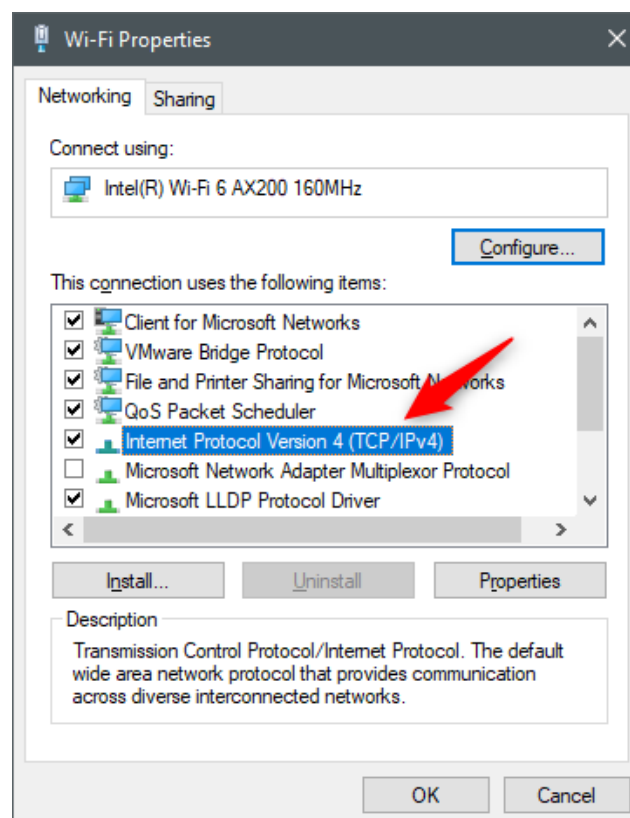 Wi-Fi Properties
Networking
Sharing
Connect using:
Intel(R) Wi-Fi 6 AX200 160MHz
Configure...
This connection uses the following items:
Client for Microsoft Networks
VMware Bridge Protocol
File and Printer Sharing for Microsoft Networks
QoS Packet Scheduler
Internet Protocol Version 4 (TCP/IPv4)
Microsoft Network Adapter Multiplexor Protocol
Microsoft LLDP Protocol Driver
Install...
Uninstall
Properties
Description
Transmission Control Protocol/Internet Protocol. The default
wide area network protocol that provides communication
across diverse interconnected networks.
OK
Cancel